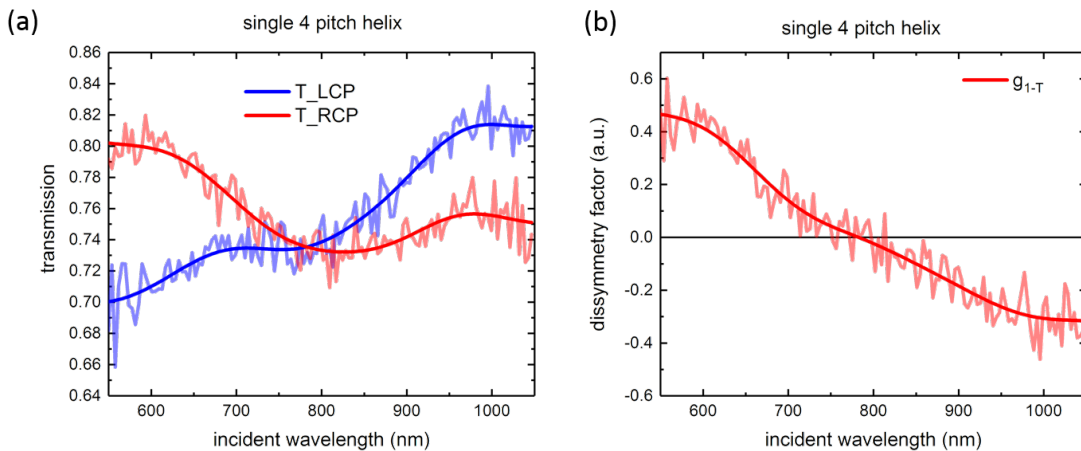 (a)
single 4 pitch helix
T_LCP
T_RCP
transmission
0.86
0.84
0.82
0.80
0.78
0.76
0.74
0.72
0.70
0.68
0.66
0.64
600 700 800 900 1000
incident wavelength (nm)
(b)
single 4 pitch helix
g1-T
dissymmetry factor (a.u.)
0.6
0.4
0.2
0.0
-0.2
-0.4
-0.6
600 700 800 900 1000
incident wavelength (nm)